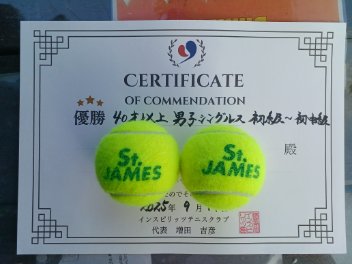 CERTIFICATE
OF COMMENDATION
優勝 40才以上 男子シングルス 初級～初中級
殿
St. JAMES
St. JAMES
2025年 9月
インスピリッツテニスクラブ
代表 増田 吉彦